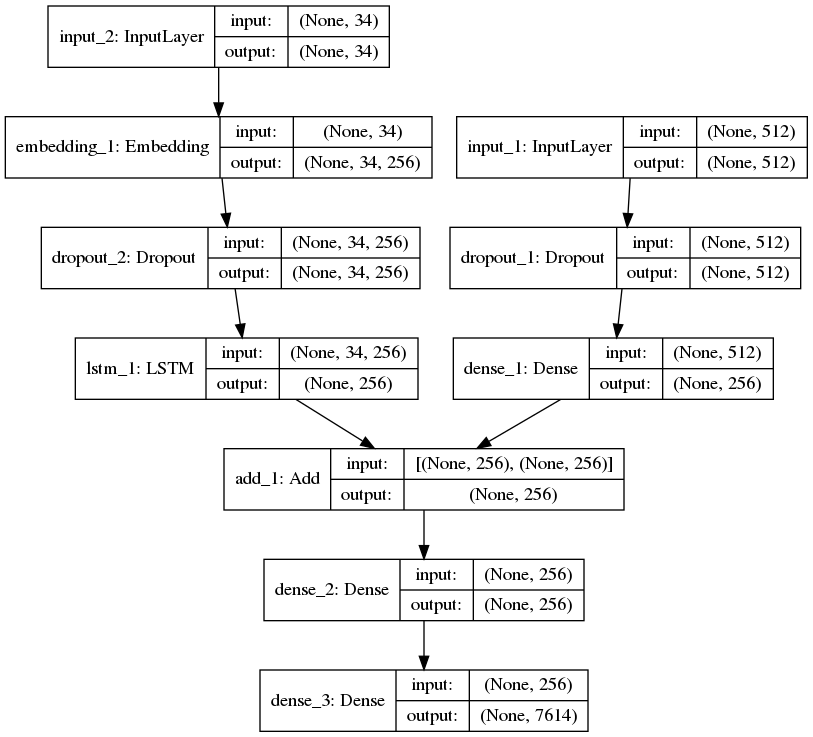 input_2: InputLayer
input: (None, 34)
output: (None, 34)
embedding_1: Embedding
input: (None, 34)
output: (None, 34, 256)
input_1: InputLayer
input: (None, 512)
output: (None, 512)
dropout_2: Dropout
input: (None, 34, 256)
output: (None, 34, 256)
dropout_1: Dropout
input: (None, 512)
output: (None, 512)
lstm_1: LSTM
input: (None, 34, 256)
output: (None, 256)
dense_1: Dense
input: (None, 512)
output: (None, 256)
add_1: Add
input: [(None, 256), (None, 256)]
output: (None, 256)
dense_2: Dense
input: (None, 256)
output: (None, 256)
dense_3: Dense
input: (None, 256)
output: (None, 7614)